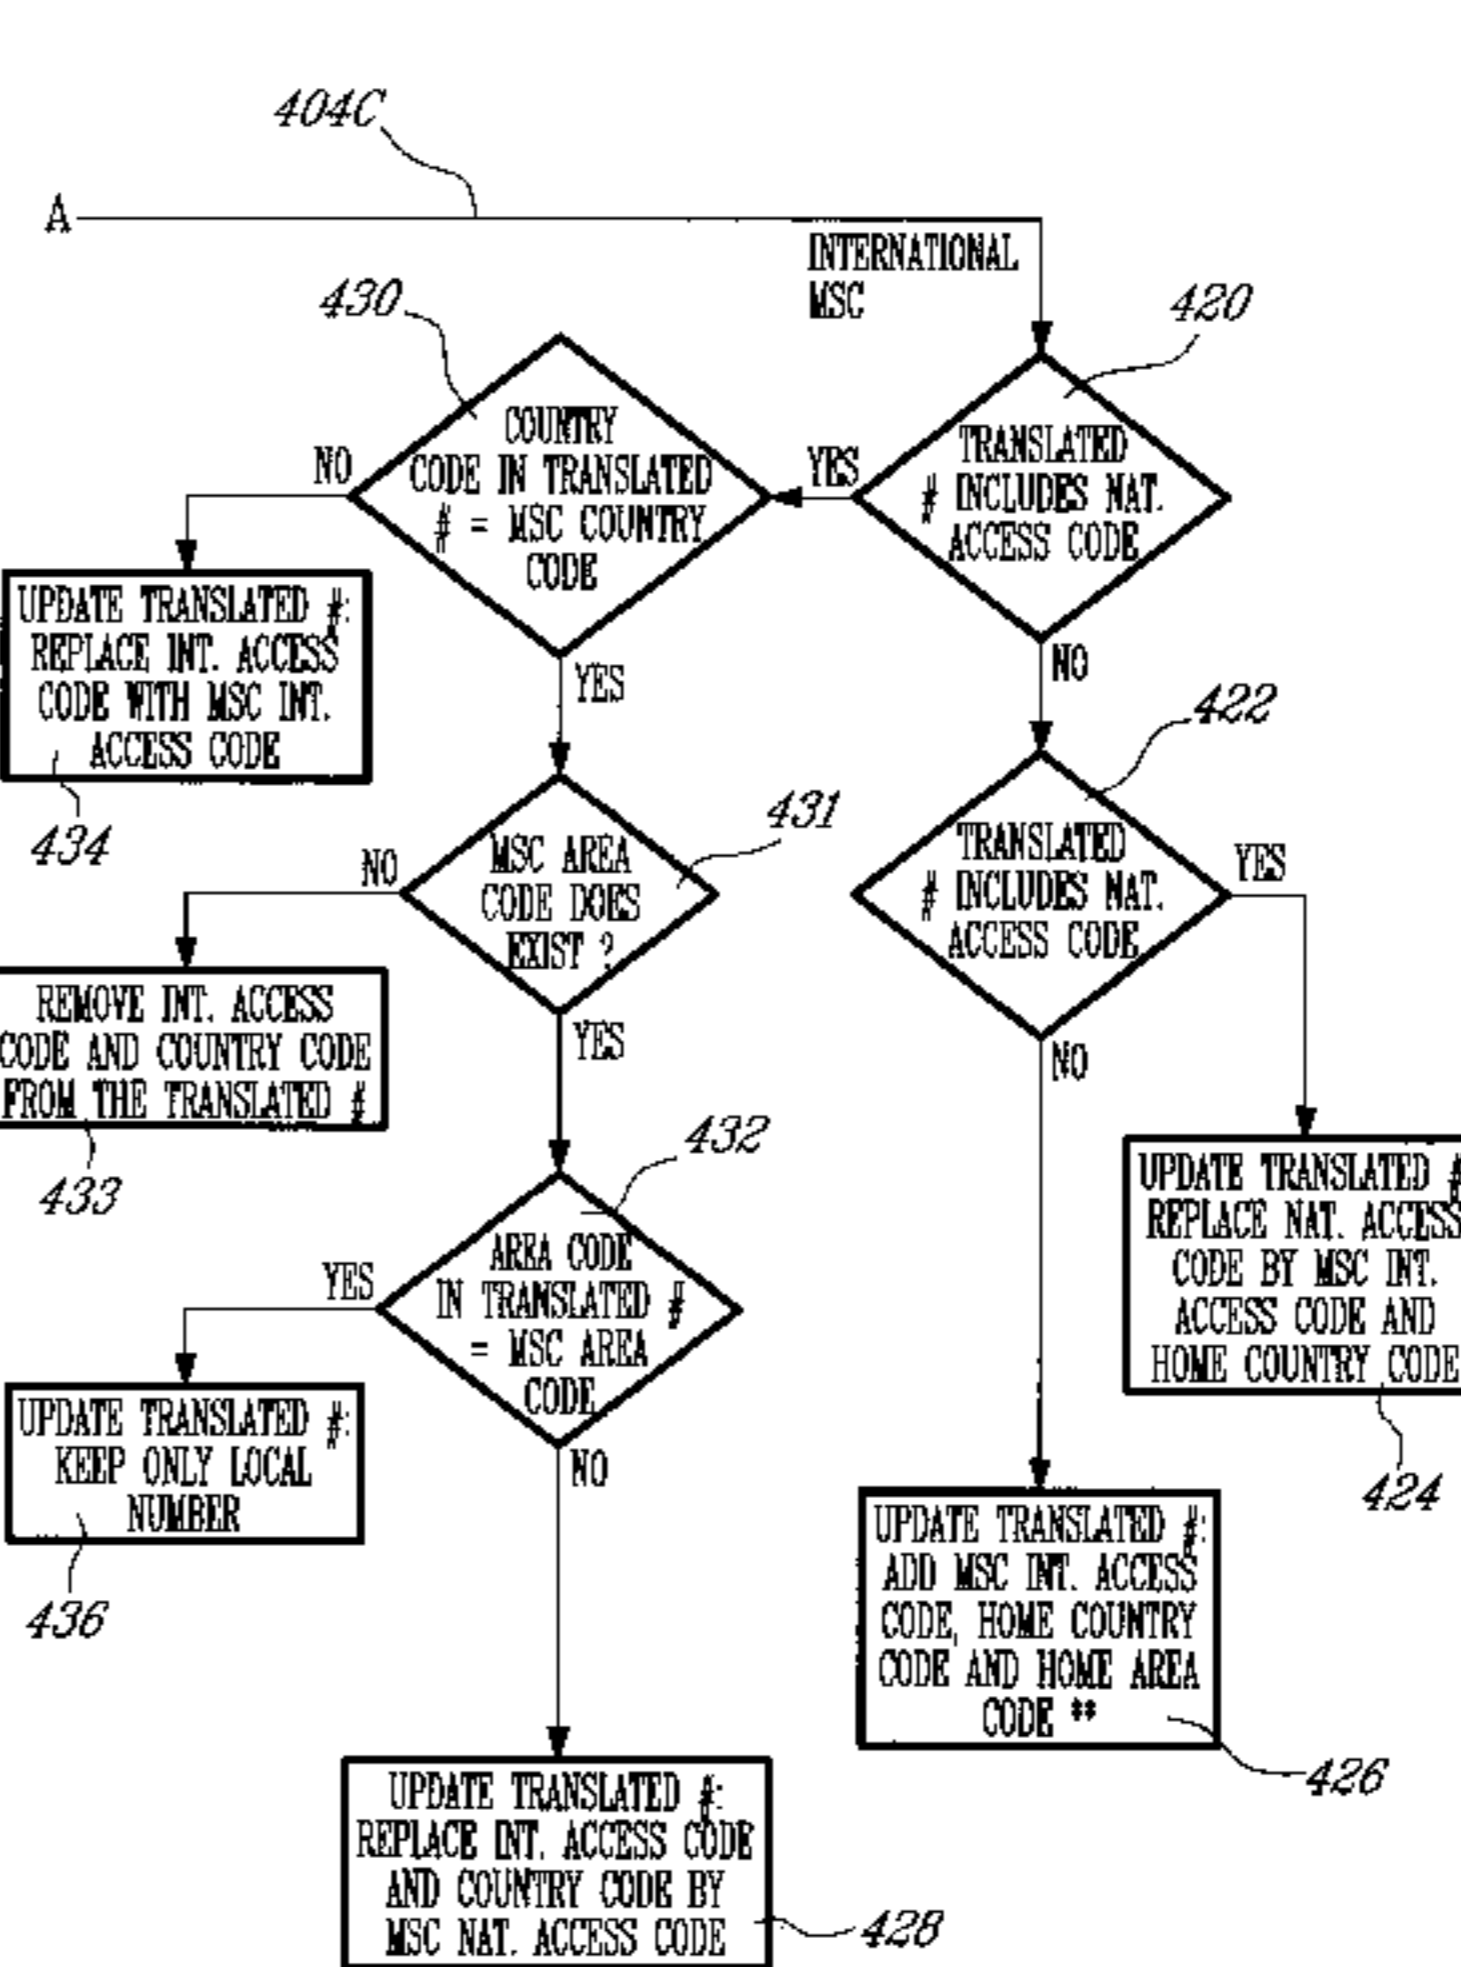 404C
A
INTERNATIONAL
MSC
430
420
COUNTRY
CODE IN TRANSLATED
# = MSC COUNTRY
CODE
NO
YES
TRANSLATED
# INCLUDES NAT.
ACCESS CODE
UPDATE TRANSLATED #:
REPLACE INT. ACCESS
CODE WITH MSC INT.
ACCESS CODE
434
YES
NO
422
MSC AREA
CODE DOES
EXIST ?
431
NO
TRANSLATED
# INCLUDES NAT.
ACCESS CODE
YES
REMOVE INT. ACCESS
CODE AND COUNTRY CODE
FROM THE TRANSLATED #
433
YES
NO
432
AREA CODE
IN TRANSLATED #
= MSC AREA
CODE
YES
UPDATE TRANSLATED #
REPLACE NAT. ACCESS
CODE BY MSC INT.
ACCESS CODE AND
HOME COUNTRY CODE
424
UPDATE TRANSLATED #:
KEEP ONLY LOCAL
NUMBER
436
NO
UPDATE TRANSLATED #:
ADD MSC INT. ACCESS
CODE, HOME COUNTRY
CODE AND HOME AREA
CODE **
426
UPDATE TRANSLATED #:
REPLACE INT. ACCESS CODE
AND COUNTRY CODE BY
MSC NAT. ACCESS CODE
428